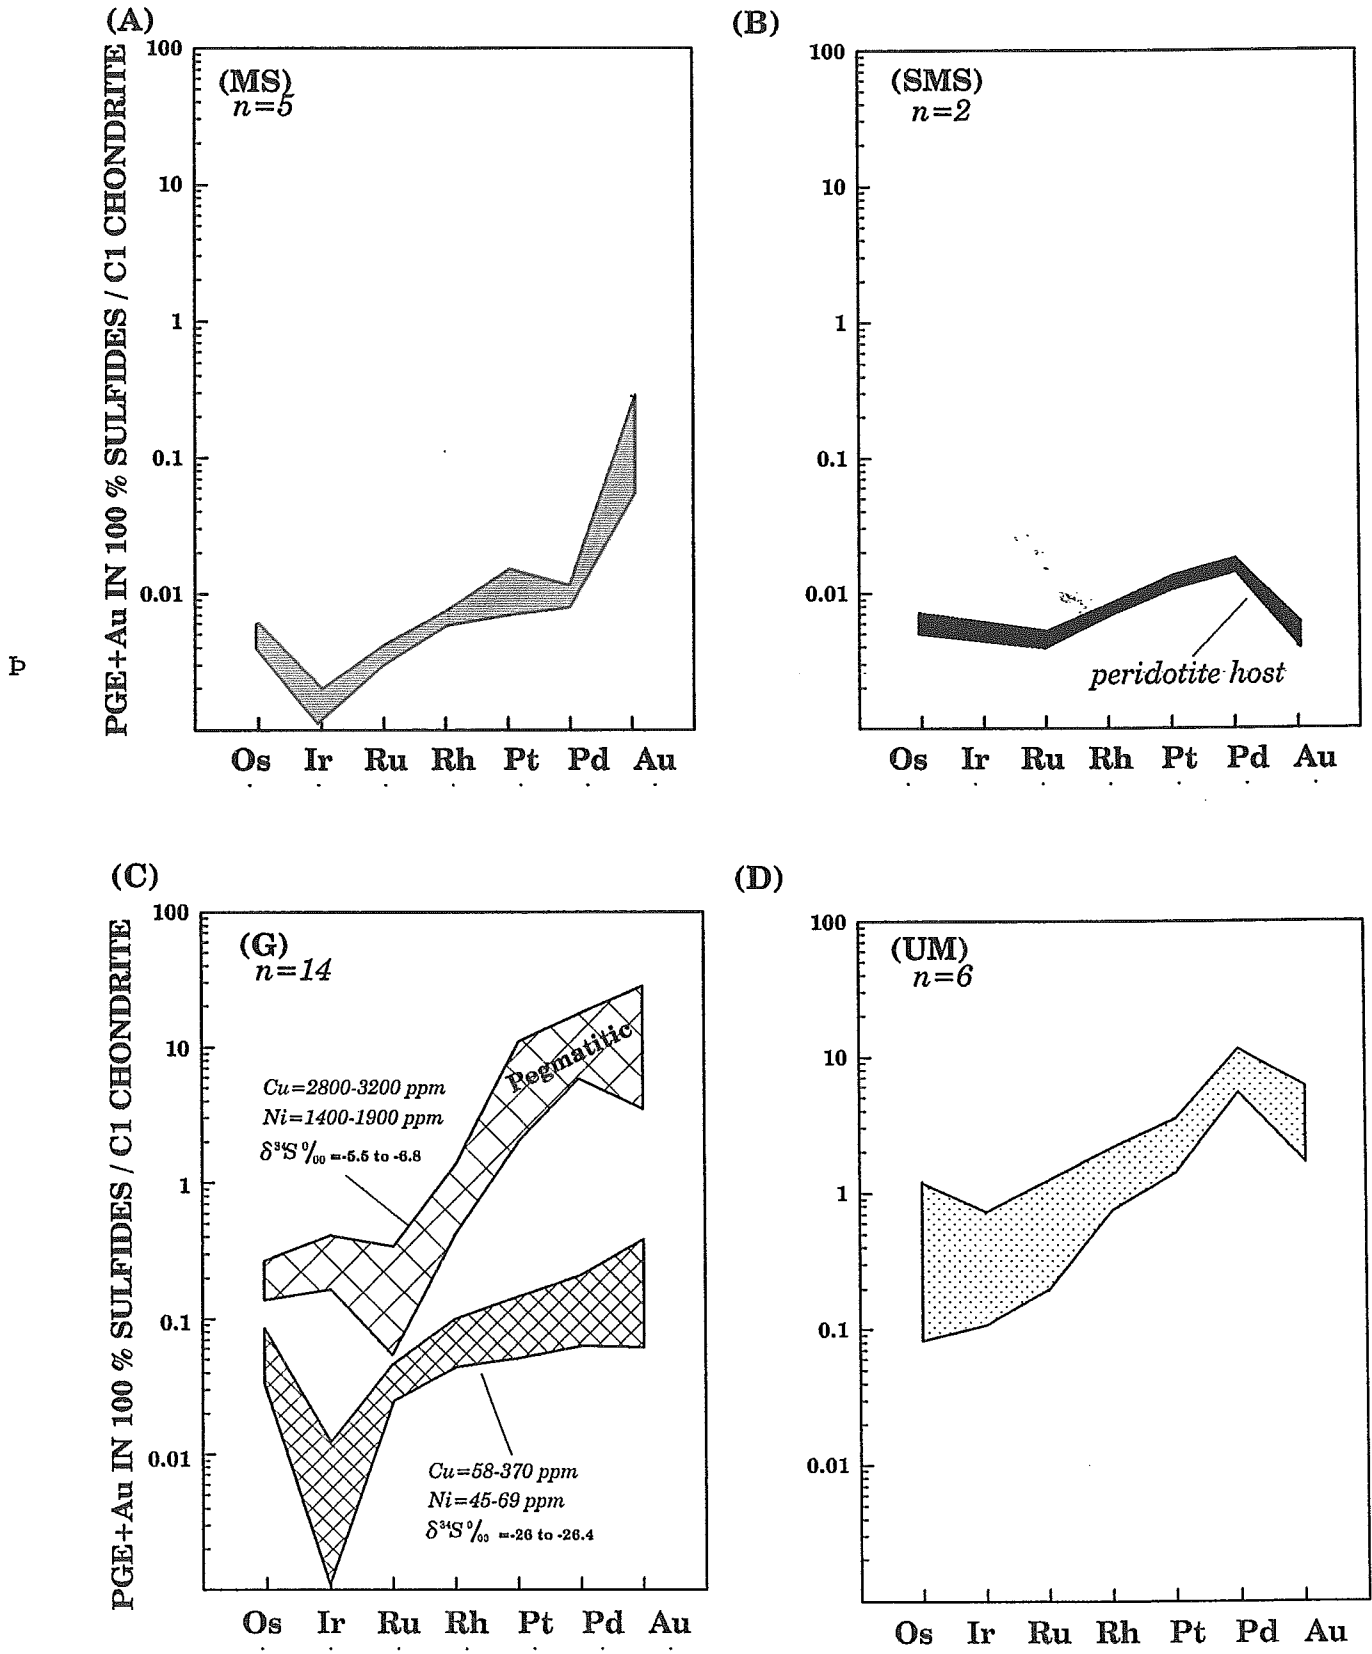 (A)
PGE+Au IN 100 % SULFIDES / C1 CHONDRITE
100
10
1
0.1
0.01
(MS)
n=5
Os Ir Ru Rh Pt Pd Au
(B)
100
10
1
0.1
0.01
(SMS)
n=2
peridotite host
Os Ir Ru Rh Pt Pd Au
Þ
(C)
PGE+Au IN 100 % SULFIDES / C1 CHONDRITE
100
10
1
0.1
0.01
(G)
n=14
Pegmatitic
Cu=2800-3200 ppm
Ni=1400-1900 ppm
δ³⁴S ⁰/₀₀ =-5.5 to -6.8
Cu=58-370 ppm
Ni=45-69 ppm
δ³⁴S ⁰/₀₀ =-26 to -26.4
Os Ir Ru Rh Pt Pd Au
(D)
100
10
1
0.1
0.01
(UM)
n=6
Os Ir Ru Rh Pt Pd Au